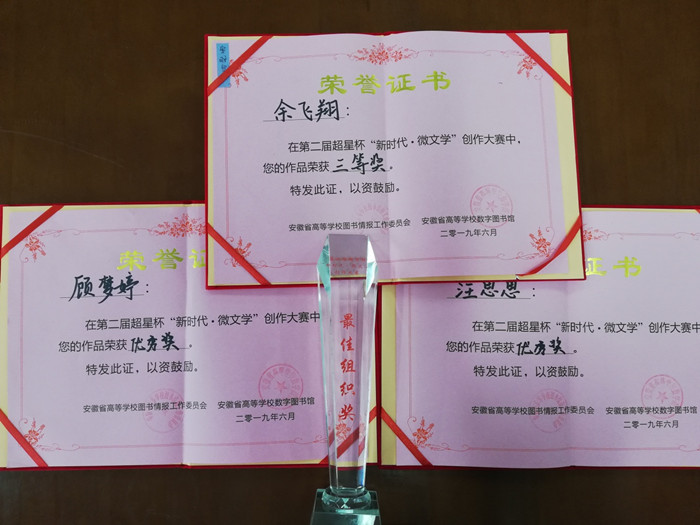 荣誉证书
余飞翔：
在第二届超星杯“新时代·微文学”创作大赛中，
您的作品荣获 三等奖 。
特发此证，以资鼓励。
安徽省高等学校图书情报工作委员会 安徽省高等学校数字图书馆
二零一九年六月
荣誉证
顾梦婷：
在第二届超星杯“新时代·微文学”创作大赛中
您的作品荣获 优秀奖 。
特发此证，以资鼓励。
安徽省高等学校图书情报工作委员会 安徽省高等学校数字图书馆
二零一九年六月
证书
汪思思：
在第二届超星杯“新时代·微文学”创作大赛中
您的作品荣获 优秀奖 。
特发此证，以资鼓励。
安徽省高等学校图书情报工作委员会 安徽省高等学校数字图书馆
二零一九年六月
最佳组织奖